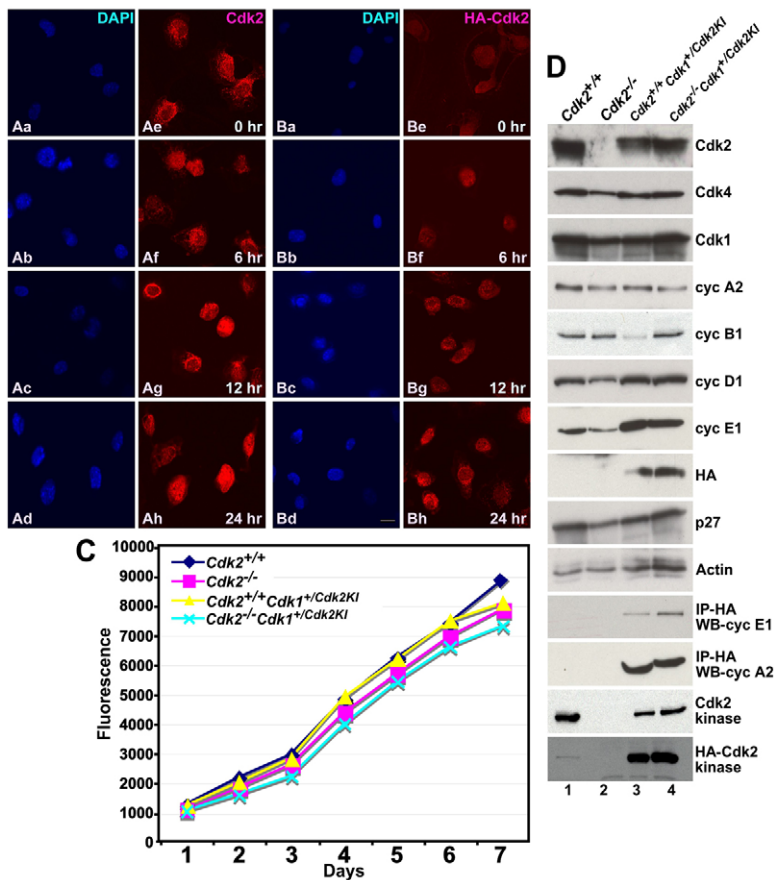 DAPI Cdk2 DAPI HA-Cdk2
Aa Ae 0 hr Ba Be 0 hr
Ab Af 6 hr Bb Bf 6 hr
Ac Ag 12 hr Bc Bg 12 hr
Ad Ah 24 hr Bd Bh 24 hr
C
10000
9000
8000
7000
6000
5000
4000
3000
2000
1000
0
Fluorescence
Cdk2+/+
Cdk2-/-
Cdk2+/+Cdk1+/Cdk2KI
Cdk2-/-Cdk1+/Cdk2KI
1 2 3 4 5 6 7
Days
D
Cdk2+/+
Cdk2-/-
Cdk2+/+ Cdk1+/Cdk2KI
Cdk2-/-Cdk1+/Cdk2KI
Cdk2
Cdk4
Cdk1
cyc A2
cyc B1
cyc D1
cyc E1
HA
p27
Actin
IP-HA
WB-cyc E1
IP-HA
WB-cyc A2
Cdk2
kinase
HA-Cdk2
kinase
1 2 3 4